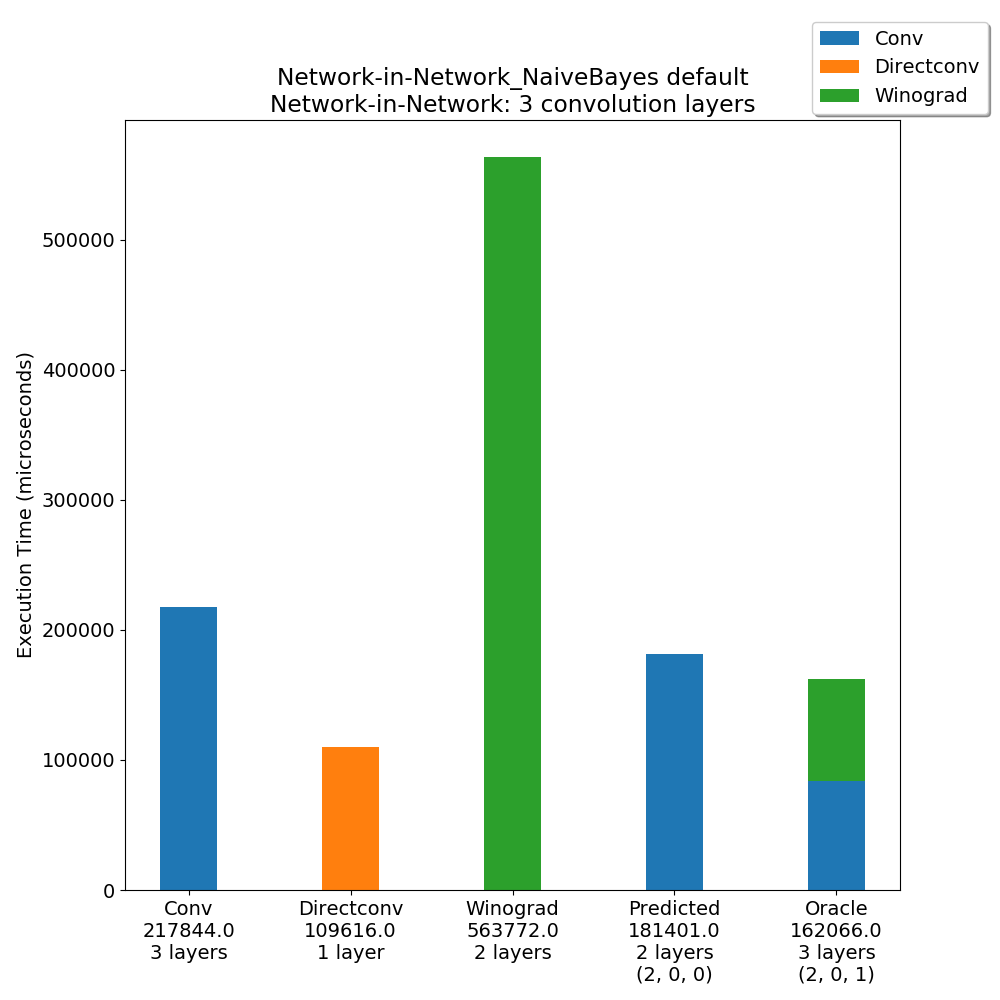 Conv
Directconv
Winograd
Network-in-Network_NaiveBayes default
Network-in-Network: 3 convolution layers
Execution Time (microseconds)
500000
400000
300000
200000
100000
0
Conv
217844.0
3 layers
Directconv
109616.0
1 layer
Winograd
563772.0
2 layers
Predicted
181401.0
2 layers
(2, 0, 0)
Oracle
162066.0
3 layers
(2, 0, 1)